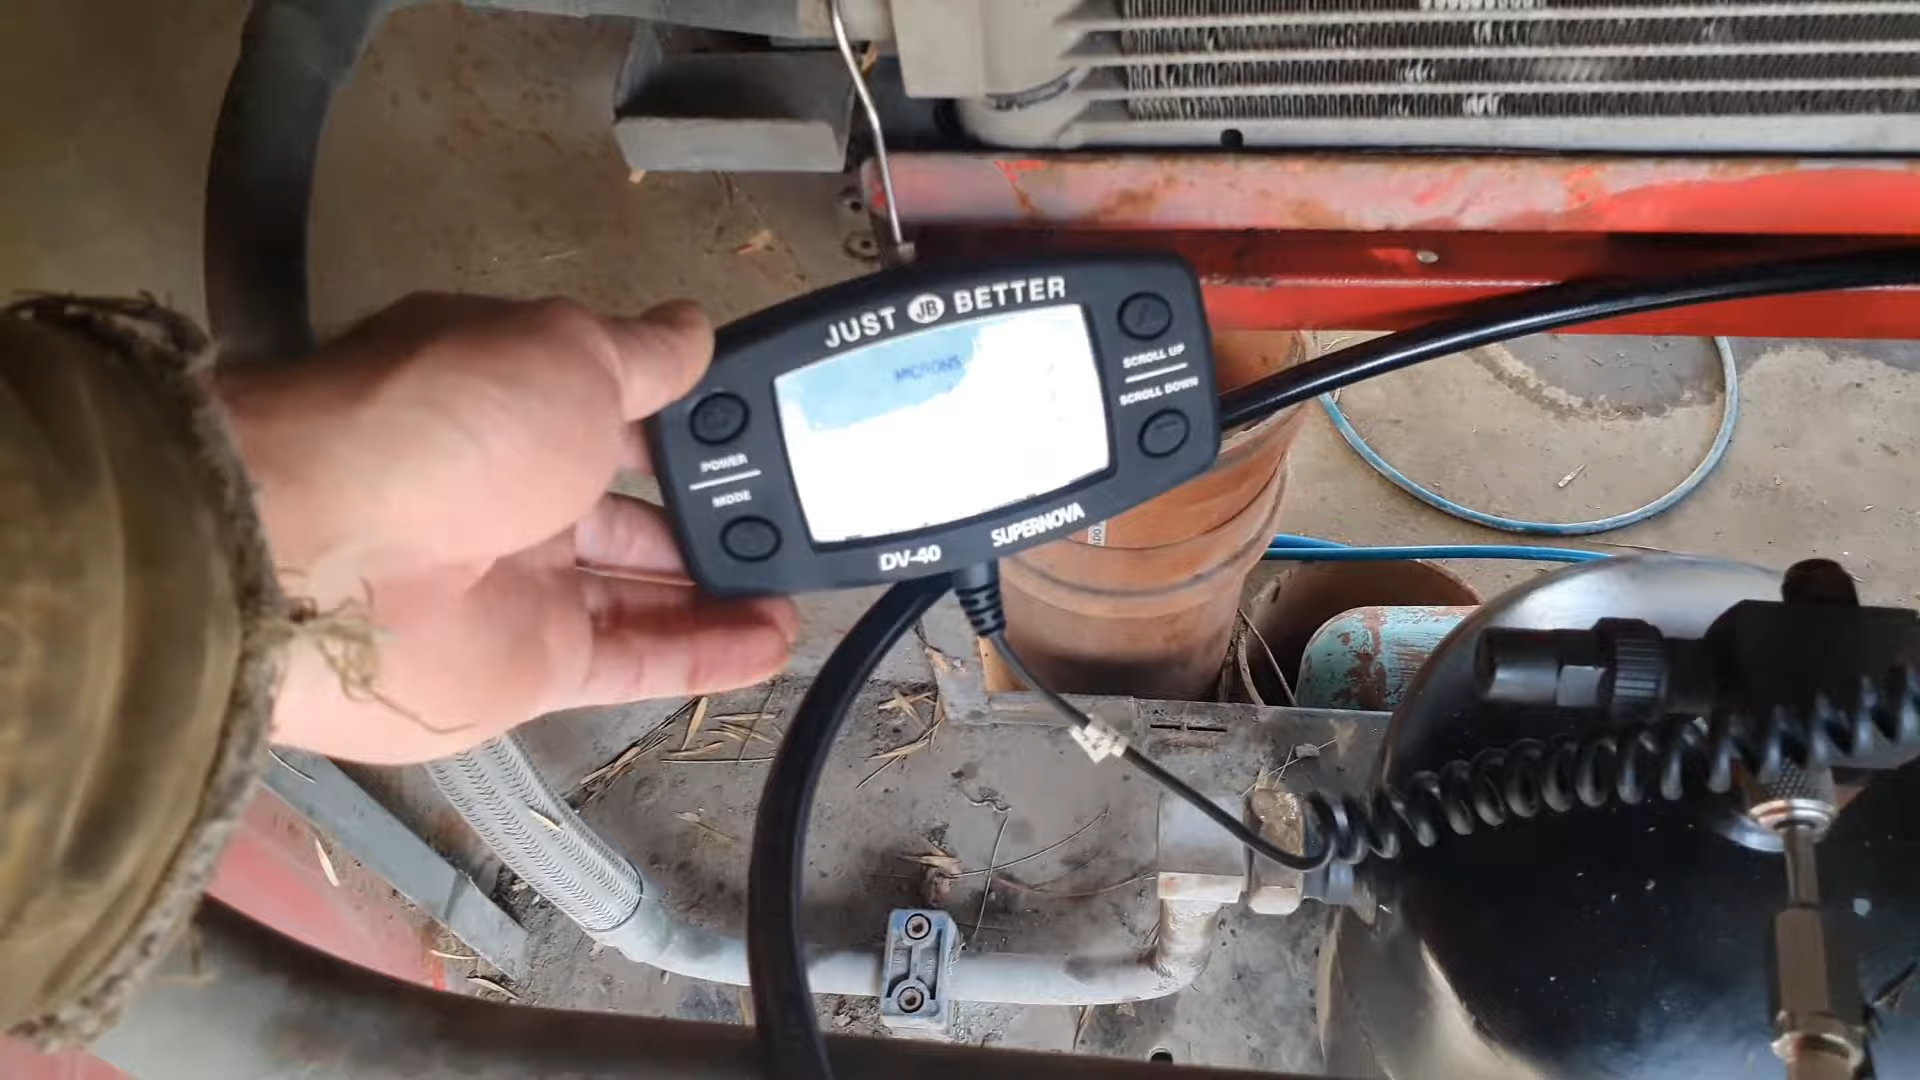 JUST JB BETTER
MICRONS
SCROLL UP
SCROLL DOWN
POWER
MODE
DV-40
SUPERNOVA